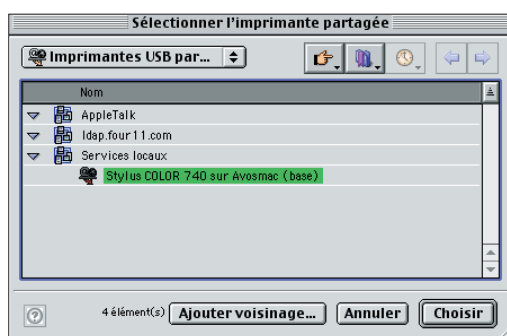 Sélectionner l'imprimante partagée
Imprimantes USB par...
Nom
AppleTalk
ldap.four11.com
Services locaux
Stylus COLOR 740 sur Avosmac (base)
4 élément(s) Ajouter voisinage... Annuler Choisir